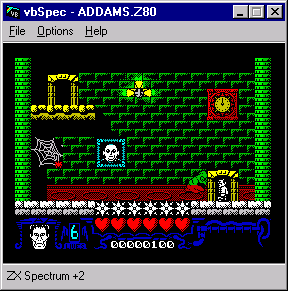 vbSpec - ADDAMS.Z80
File Options Help
6
00000100
ZX Spectrum +2